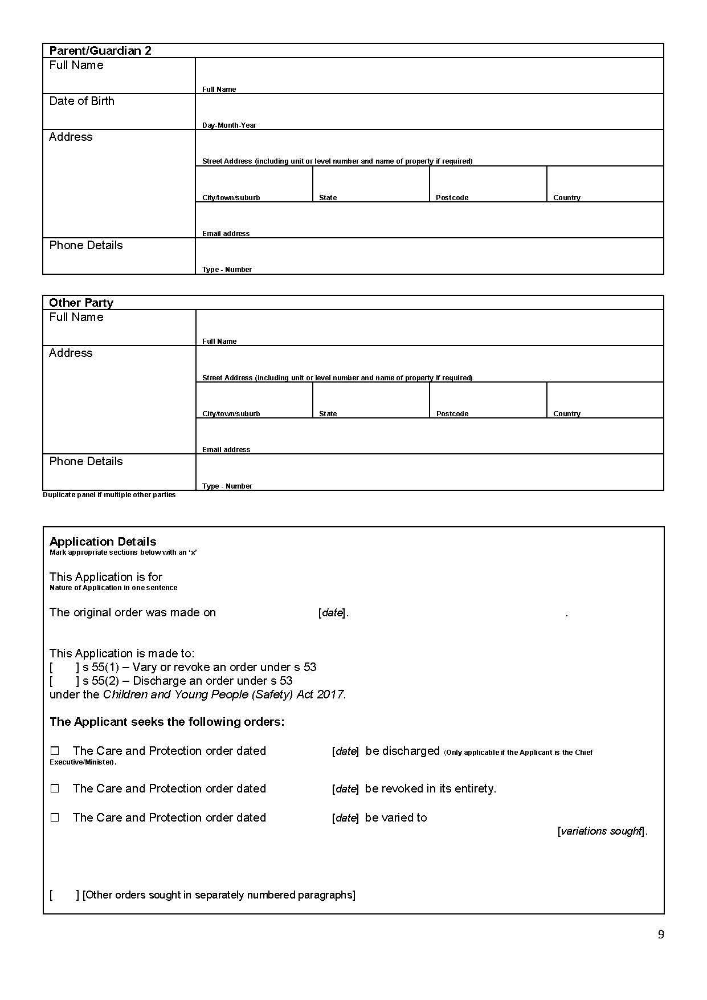 Parent/Guardian 2
Full Name
Full Name
Date of Birth
Day-Month-Year
Address
Street Address (including unit or level number and name of property if required)
City/town/suburb State Postcode Country
Email address
Phone Details
Type - Number
Other Party
Full Name
Full Name
Address
Street Address (including unit or level number and name of property if required)
City/town/suburb State Postcode Country
Email address
Phone Details
Type - Number
Duplicate panel if multiple other parties
Application Details
Mark appropriate sections below with an ‘x’
This Application is for
Nature of Application in one sentence
The original order was made on [date]. .
This Application is made to:
[ ] s 55(1) – Vary or revoke an order under s 53
[ ] s 55(2) – Discharge an order under s 53
under the Children and Young People (Safety) Act 2017.
The Applicant seeks the following orders:
☐ The Care and Protection order dated [date] be discharged (Only applicable if the Applicant is the Chief
Executive/Minister).
☐ The Care and Protection order dated [date] be revoked in its entirety.
☐ The Care and Protection order dated [date] be varied to
[variations sought].
[ ] [Other orders sought in separately numbered paragraphs]
9